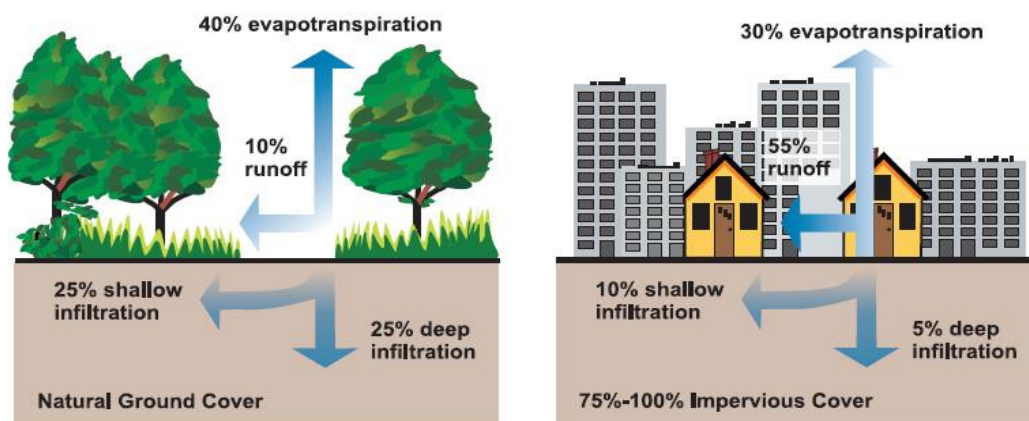 40% evapotranspiration
10%
runoff
25% shallow
infiltration
25% deep
infiltration
Natural Ground Cover
30% evapotranspiration
55%
runoff
10% shallow
infiltration
5% deep
infiltration
75%-100% Impervious Cover